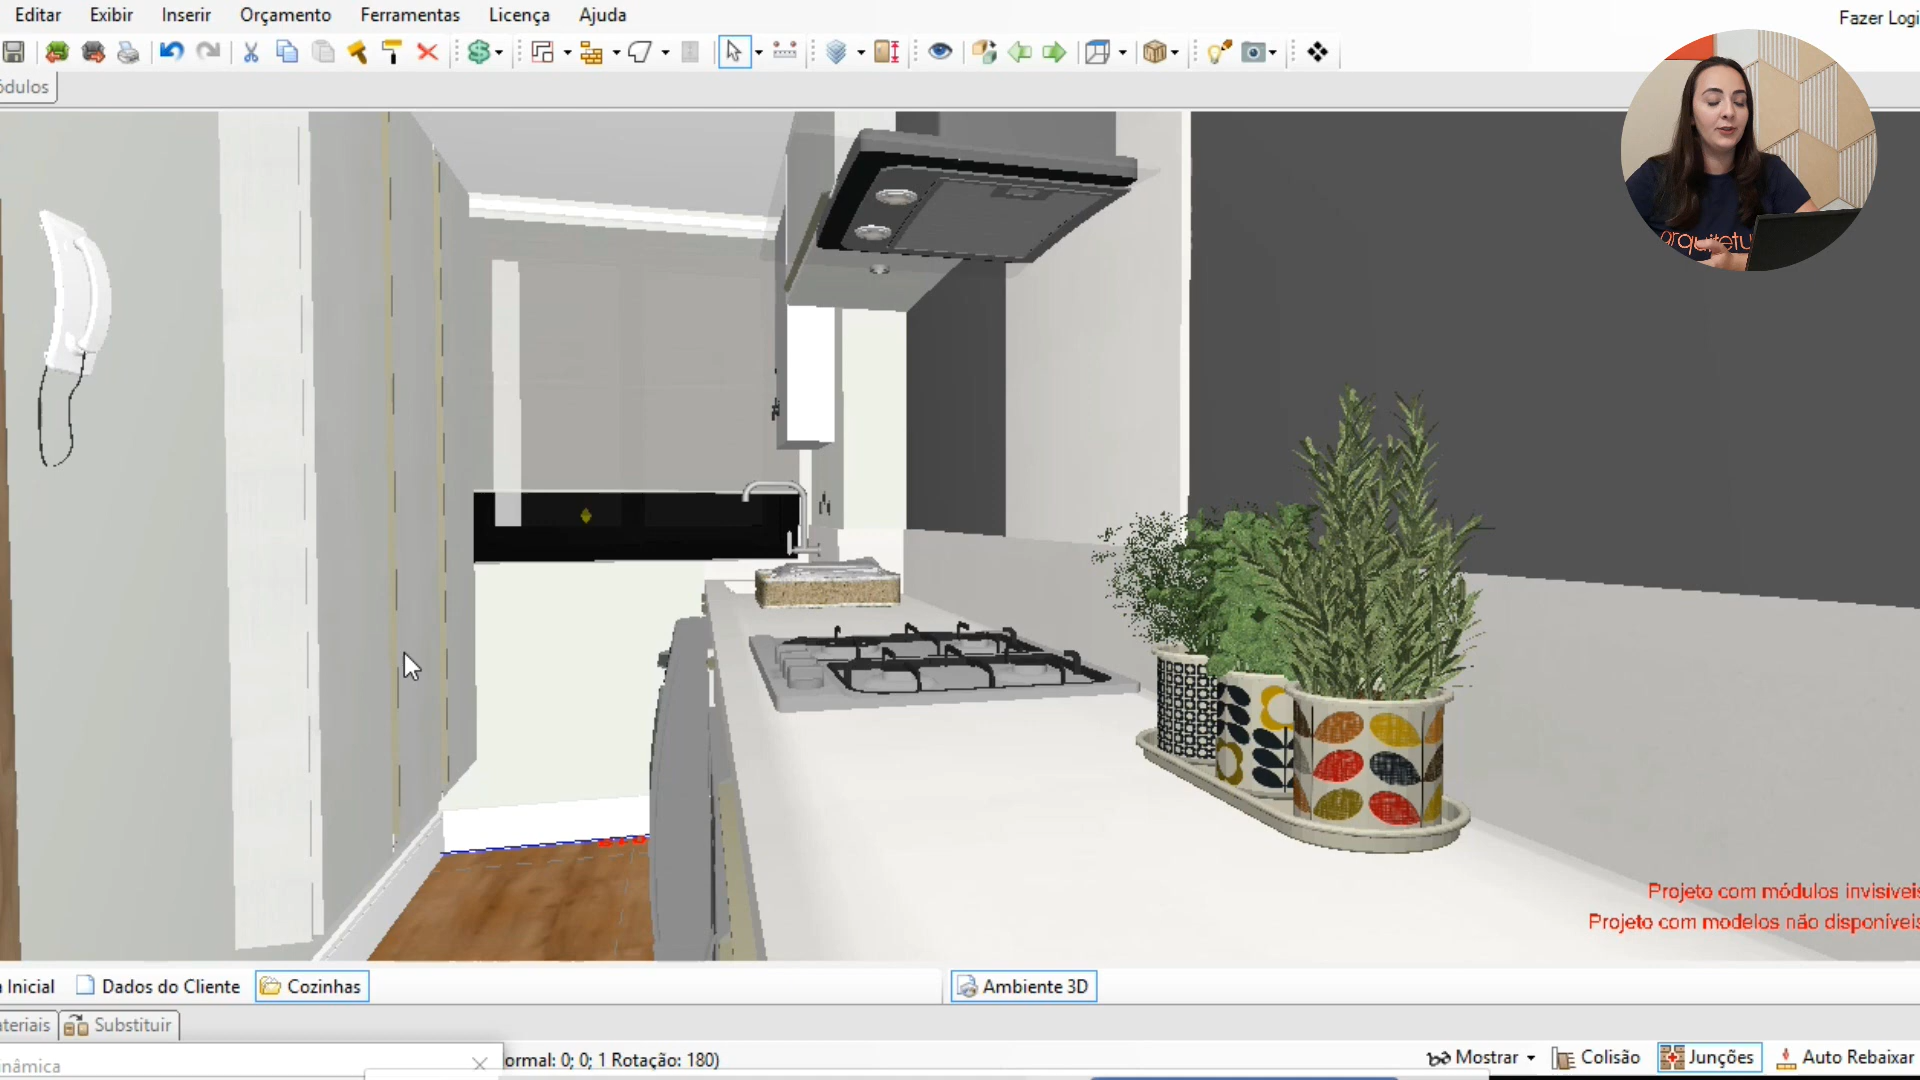 Editar Exibir Inserir Orçamento Ferramentas Licença Ajuda
Fazer Logi
ódulos
arquitetu
Projeto com módulos invisíveis
Projeto com modelos não disponíveis
Inicial Dados do Cliente Cozinhas Ambiente 3D
teriais Substituir
nâmica
ormal: 0; 0; 1 Rotação: 180)
Mostrar Colisão Junções Auto Rebaixar